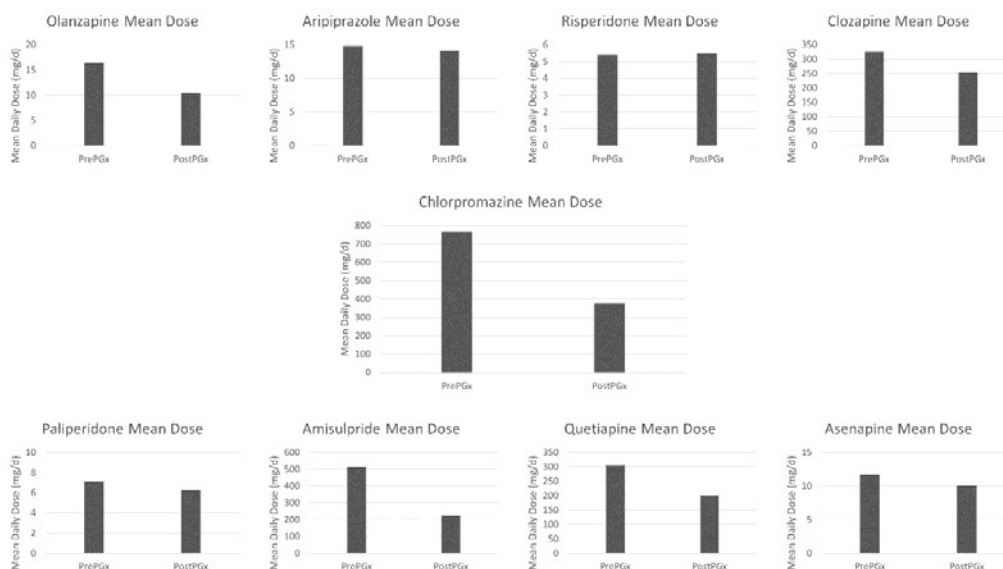 Olanzapine Mean Dose
Mean Daily Dose (mg/d)
20
15
10
5
0
PrePGx
PostPGx
Aripiprazole Mean Dose
Mean Daily Dose (mg/d)
15
10
5
0
PrePGx
PostPGx
Risperidone Mean Dose
Mean Daily Dose (mg/d)
6
5
4
3
2
1
0
PrePGx
PostPGx
Clozapine Mean Dose
Mean Daily Dose (mg/d)
350
300
250
200
150
100
50
0
PrePGx
PostPGx
Chlorpromazine Mean Dose
Mean Daily Dose (mg/d)
800
700
600
500
400
300
200
100
0
PrePGx
PostPGx
Paliperidone Mean Dose
Mean Daily Dose (mg/d)
10
8
6
4
2
0
PrePGx
PostPGx
Amisulpride Mean Dose
Mean Daily Dose (mg/d)
600
500
400
300
200
100
0
PrePGx
PostPGx
Quetiapine Mean Dose
Mean Daily Dose (mg/d)
350
300
250
200
150
100
50
0
PrePGx
PostPGx
Asenapine Mean Dose
Mean Daily Dose (mg/d)
15
10
5
0
PrePGx
PostPGx